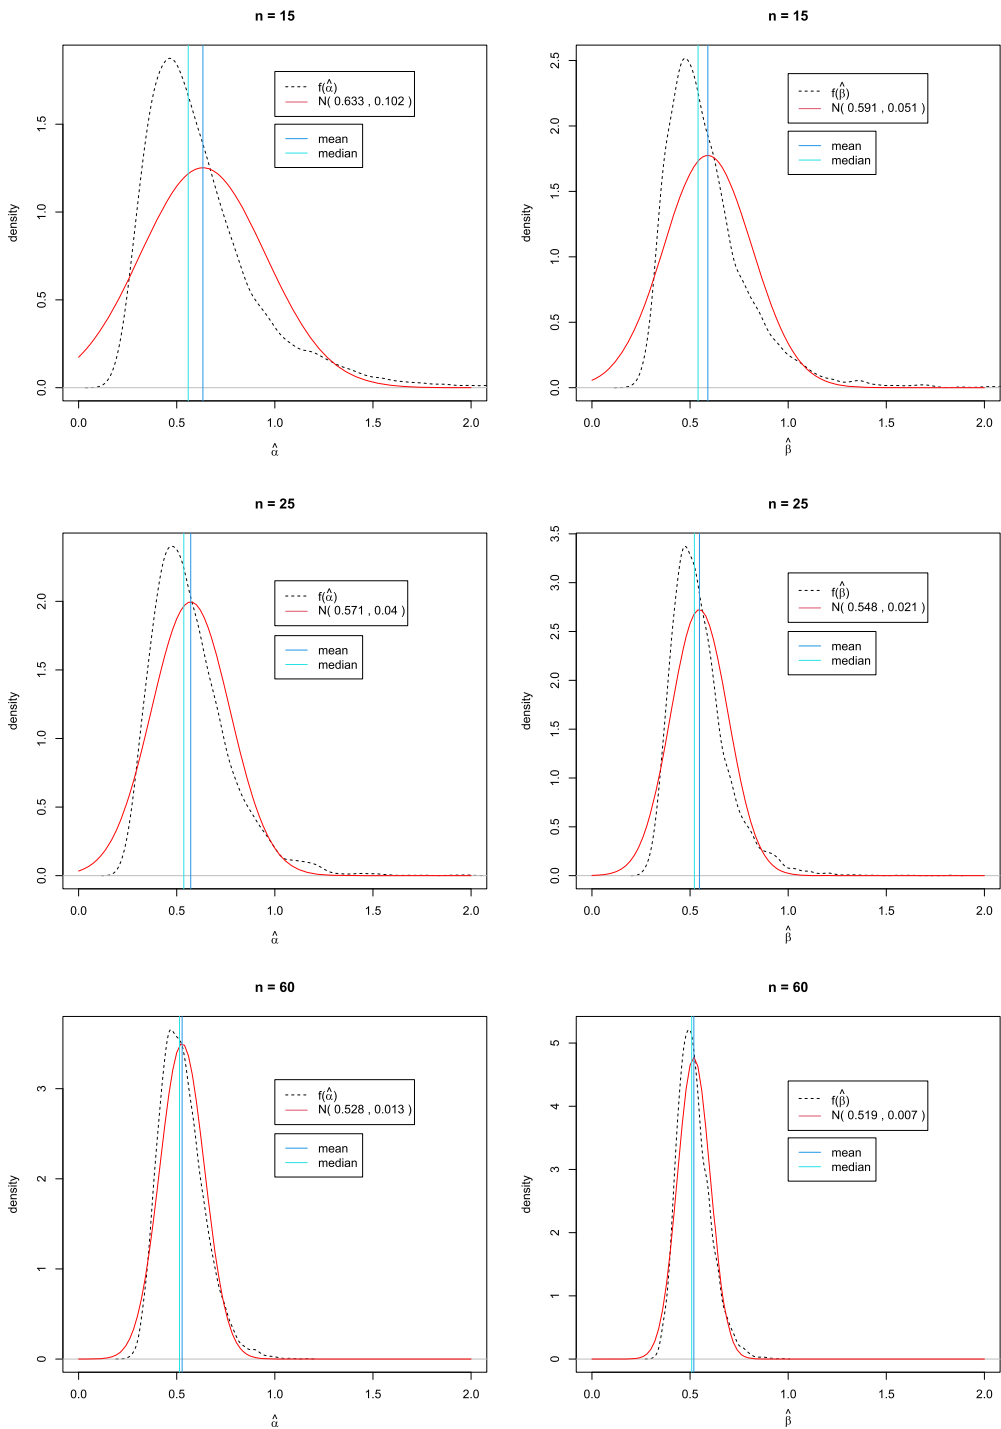 n = 15
density
0.0 0.5 1.0 1.5
f(α̂)
N( 0.633 , 0.102 )
mean
median
0.0 0.5 1.0 1.5 2.0
α̂
n = 15
density
0.0 0.5 1.0 1.5 2.0 2.5
f(β̂)
N( 0.591 , 0.051 )
mean
median
0.0 0.5 1.0 1.5 2.0
β̂
n = 25
density
0.0 0.5 1.0 1.5 2.0
f(α̂)
N( 0.571 , 0.04 )
mean
median
0.0 0.5 1.0 1.5 2.0
α̂
n = 25
density
0.0 0.5 1.0 1.5 2.0 2.5 3.0 3.5
f(β̂)
N( 0.548 , 0.021 )
mean
median
0.0 0.5 1.0 1.5 2.0
β̂
n = 60
density
0 1 2 3
f(α̂)
N( 0.528 , 0.013 )
mean
median
0.0 0.5 1.0 1.5 2.0
α̂
n = 60
density
0 1 2 3 4 5
f(β̂)
N( 0.519 , 0.007 )
mean
median
0.0 0.5 1.0 1.5 2.0
β̂